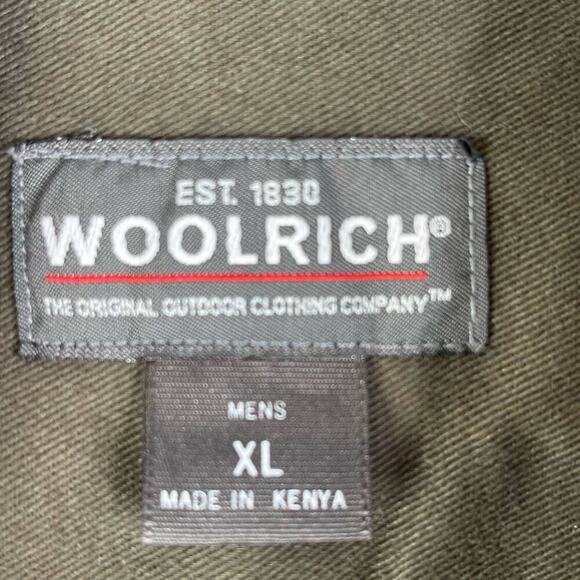 EST. 1830
WOOLRICH®
THE ORIGINAL OUTDOOR CLOTHING COMPANY™
MENS
XL
MADE IN KENYA